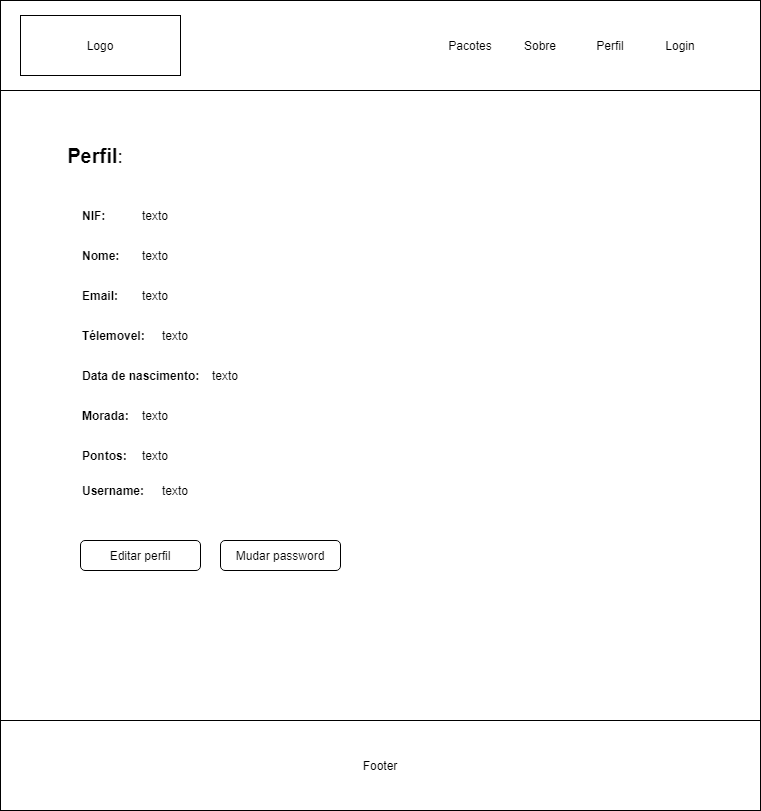 Logo Pacotes Sobre Perfil Login
Perfil:
NIF: texto
Nome: texto
Email: texto
Télemovel: texto
Data de nascimento: texto
Morada: texto
Pontos: texto
Username: texto
Editar perfil Mudar password
Footer